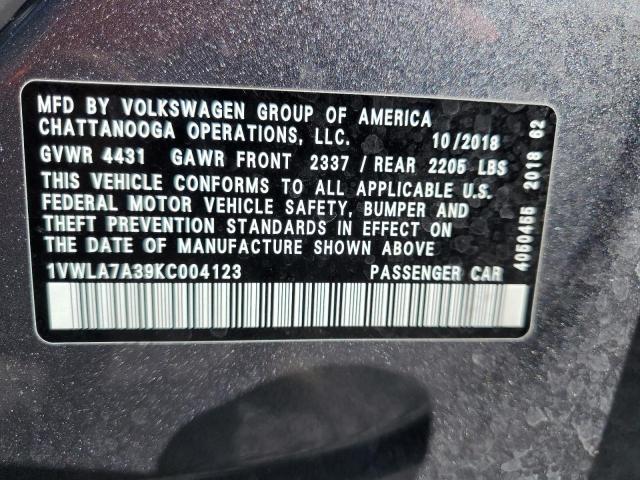 MFD BY VOLKSWAGEN GROUP OF AMERICA
CHATTANOOGA OPERATIONS, LLC. 10/2018
GVWR 4431 GAWR FRONT 2337 / REAR 2205 LBS
THIS VEHICLE CONFORMS TO ALL APPLICABLE U.S.
FEDERAL MOTOR VEHICLE SAFETY, BUMPER AND
THEFT PREVENTION STANDARDS IN EFFECT ON
THE DATE OF MANUFACTURE SHOWN ABOVE
1VWLA7A39KC004123 PASSENGER CAR
4050455 2018 62